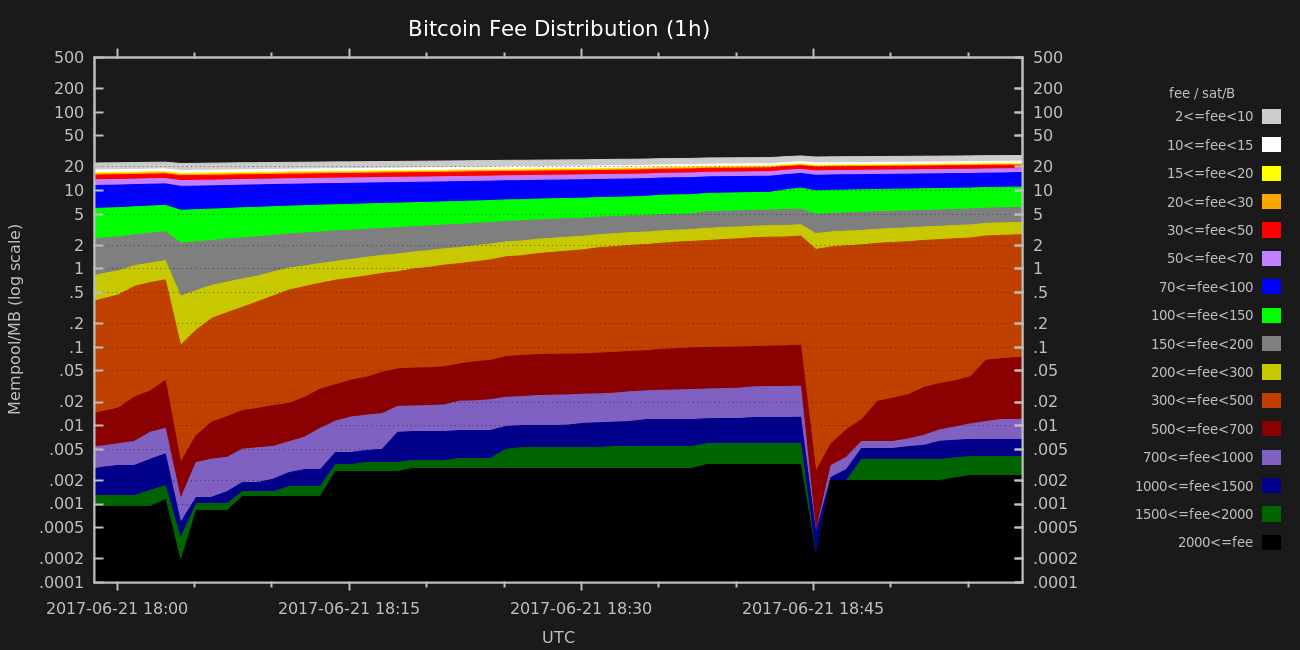 Bitcoin Fee Distribution (1h)
500
200
100
50
20
10
5
2
1
.5
.2
.1
.05
.02
.01
.005
.002
.001
.0005
.0002
.0001
Mempool/MB (log scale)
500
200
100
50
20
10
5
2
1
.5
.2
.1
.05
.02
.01
.005
.002
.001
.0005
.0002
.0001
2017-06-21 18:00
2017-06-21 18:15
2017-06-21 18:30
2017-06-21 18:45
UTC
fee / sat/B
2<=fee<10
10<=fee<15
15<=fee<20
20<=fee<30
30<=fee<50
50<=fee<70
70<=fee<100
100<=fee<150
150<=fee<200
200<=fee<300
300<=fee<500
500<=fee<700
700<=fee<1000
1000<=fee<1500
1500<=fee<2000
2000<=fee